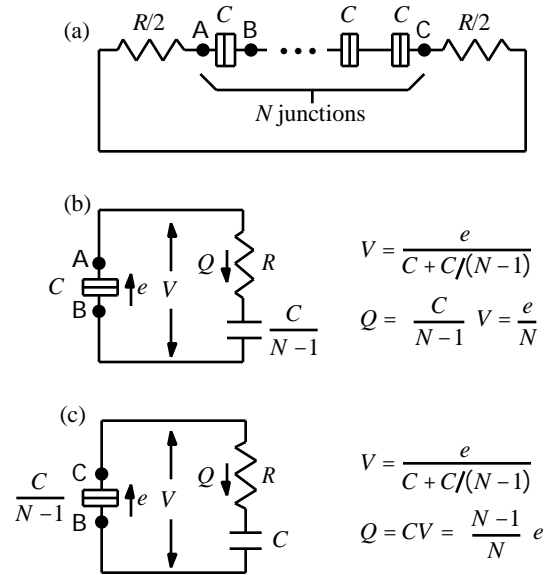 (a) R/2 A C B C C C R/2
N junctions
(b)
A
C e V Q R
B
C/(N−1)
V = e/(C + C/(N−1))
Q = C/(N−1) V = e/N
(c)
C
C/(N−1) e V Q R
B
C
V = e/(C + C/(N−1))
Q = CV = (N−1)/N e